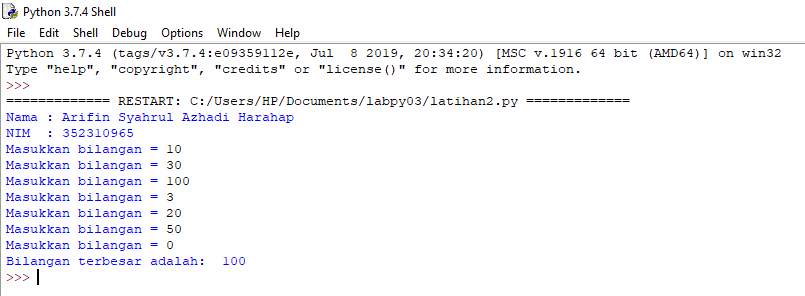 Python 3.7.4 Shell
File Edit Shell Debug Options Window Help
Python 3.7.4 (tags/v3.7.4:e09359112e, Jul  8 2019, 20:34:20) [MSC v.1916 64 bit (AMD64)] on win32
Type "help", "copyright", "credits" or "license()" for more information.
>>>
============= RESTART: C:/Users/HP/Documents/labpy03/latihan2.py =============
Nama : Arifin Syahrul Azhadi Harahap
NIM  : 352310965
Masukkan bilangan = 10
Masukkan bilangan = 30
Masukkan bilangan = 100
Masukkan bilangan = 3
Masukkan bilangan = 20
Masukkan bilangan = 50
Masukkan bilangan = 0
Bilangan terbesar adalah:  100
>>>